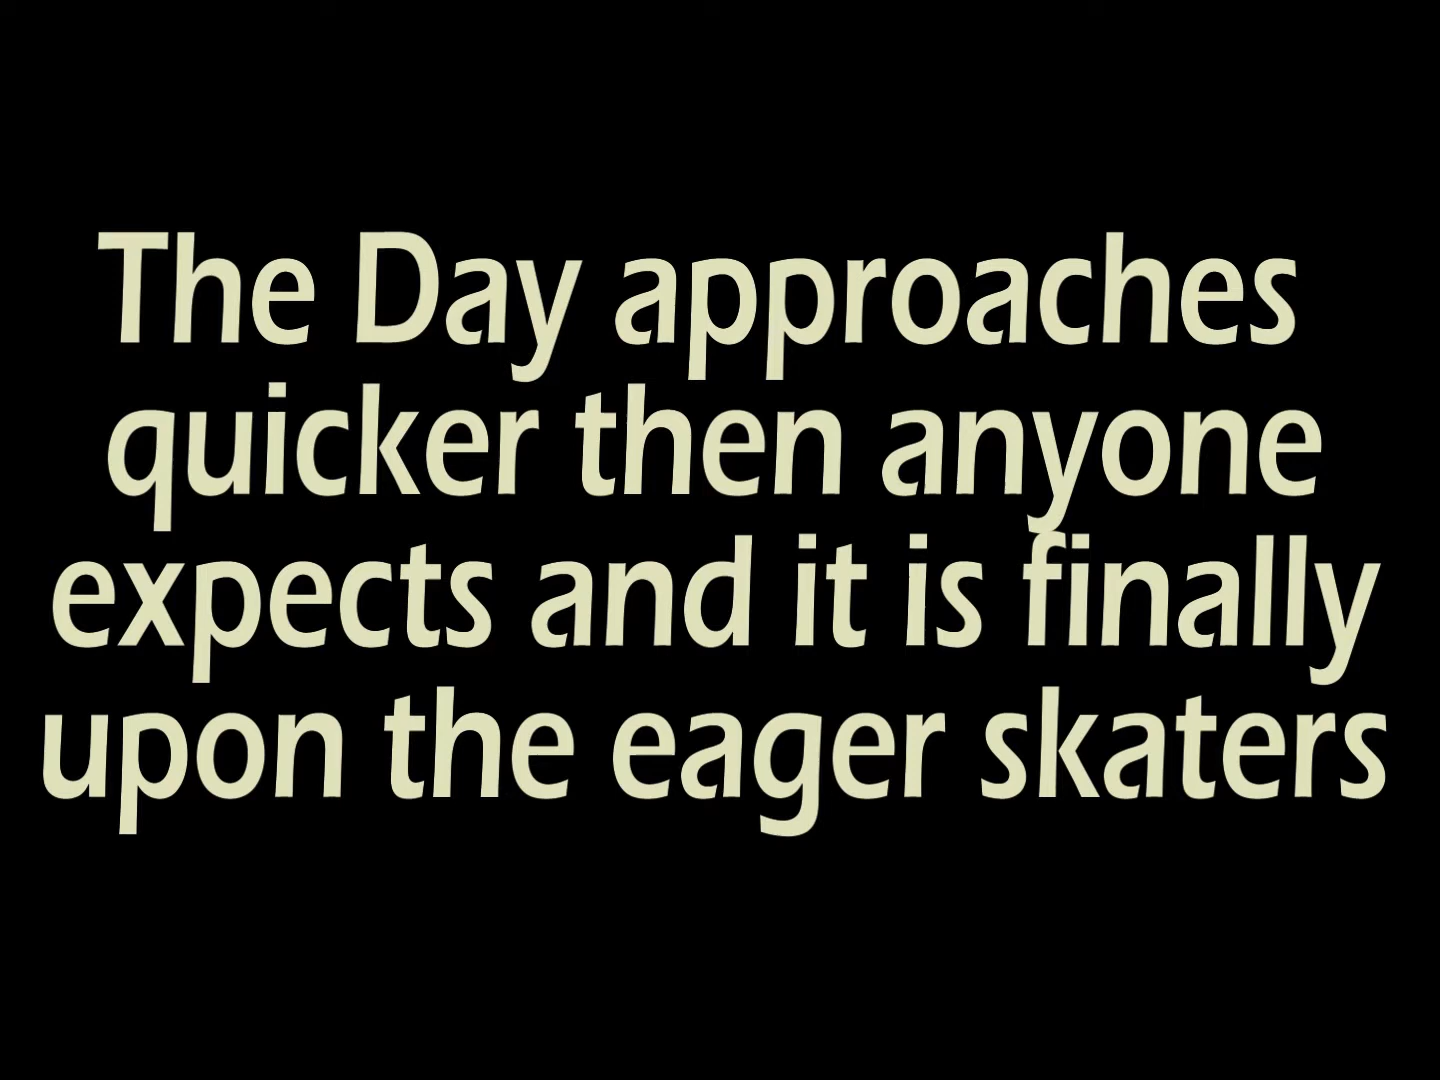 The Day approaches
quicker then anyone
expects and it is finally
upon the eager skaters